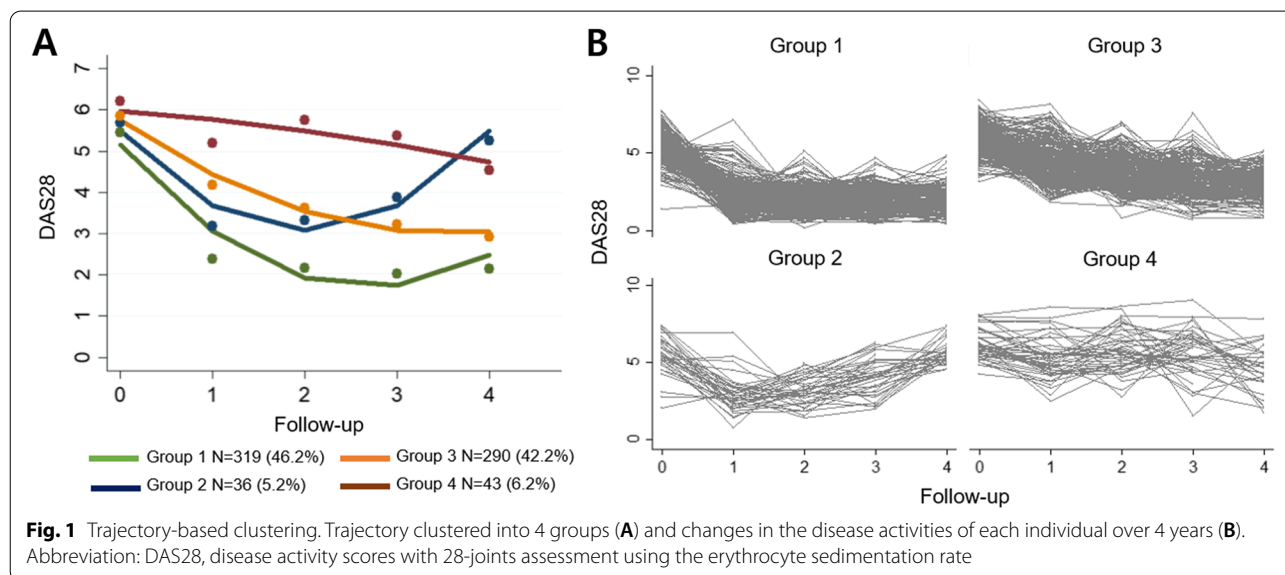 A
DAS28
7
6
5
4
3
2
1
0
0 1 2 3 4
Follow-up
Group 1 N=319 (46.2%) Group 3 N=290 (42.2%)
Group 2 N=36 (5.2%) Group 4 N=43 (6.2%)
B
Group 1 Group 3
10
5
0
DAS28
Group 2 Group 4
10
5
0
0 1 2 3 4 0 1 2 3 4
Follow-up
Fig. 1 Trajectory-based clustering. Trajectory clustered into 4 groups (A) and changes in the disease activities of each individual over 4 years (B).
Abbreviation: DAS28, disease activity scores with 28-joints assessment using the erythrocyte sedimentation rate